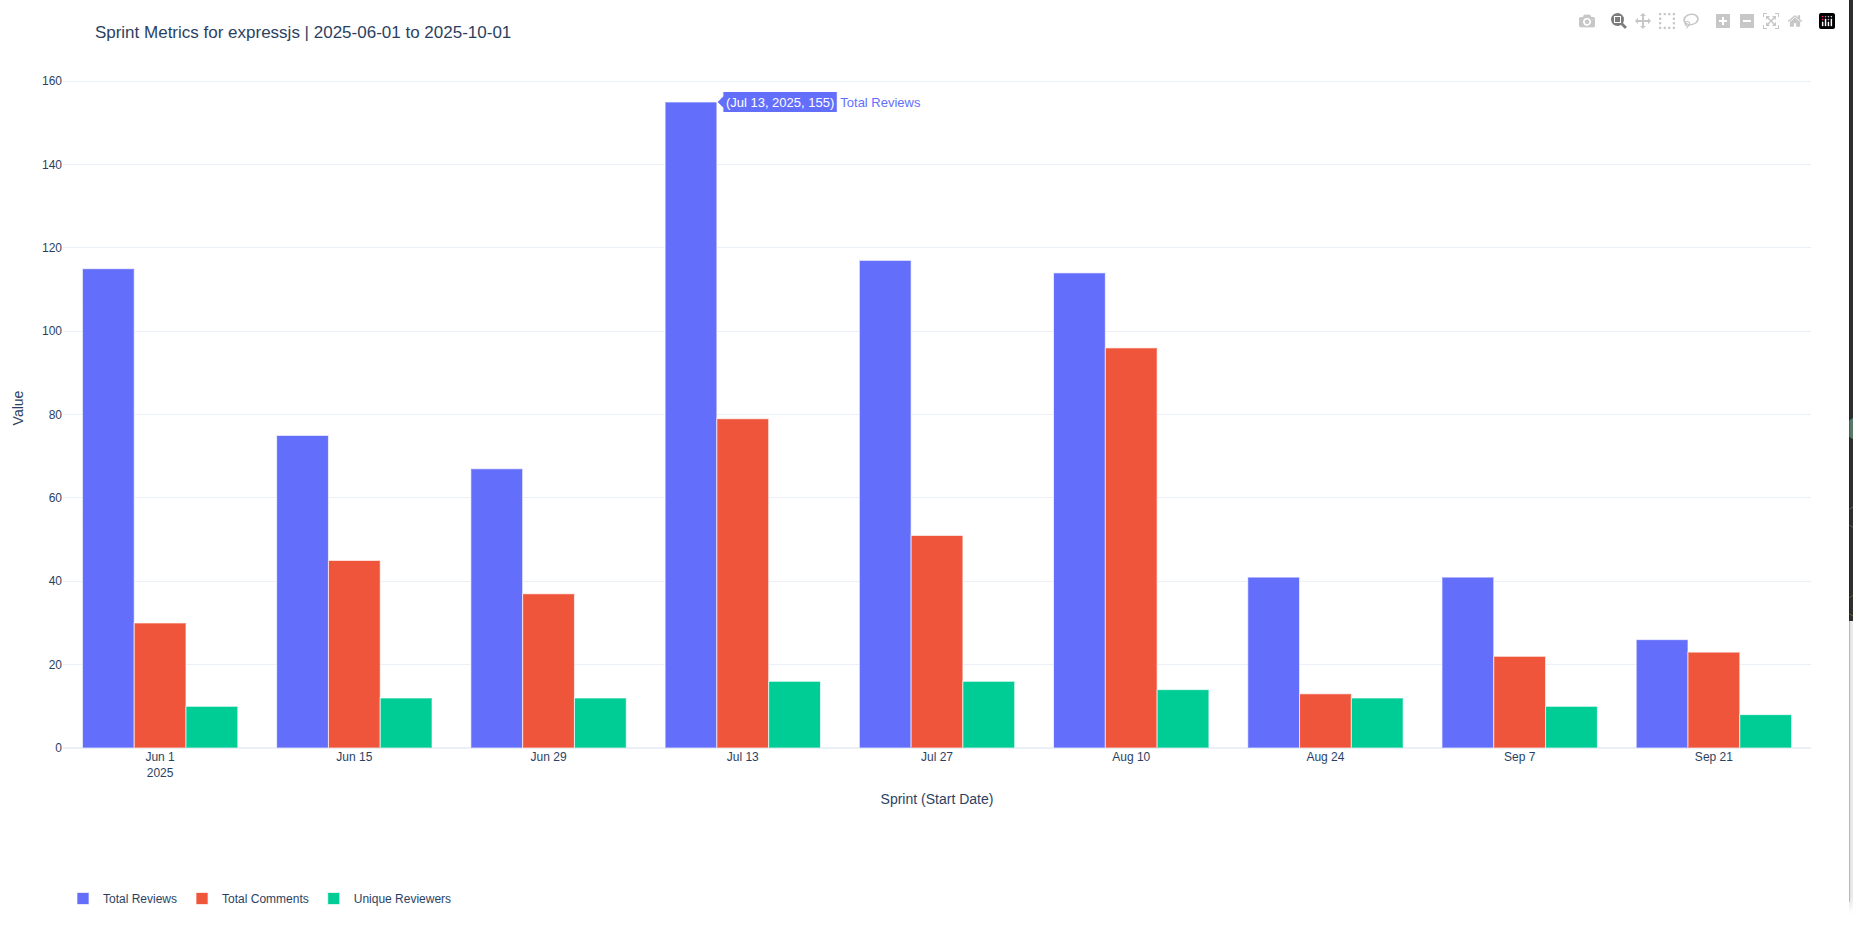 Sprint Metrics for expressjs | 2025-06-01 to 2025-10-01
160
140
120
100
80
60
40
20
0
Value
(Jul 13, 2025, 155) Total Reviews
Jun 1
2025
Jun 15
Jun 29
Jul 13
Jul 27
Aug 10
Aug 24
Sep 7
Sep 21
Sprint (Start Date)
Total Reviews
Total Comments
Unique Reviewers